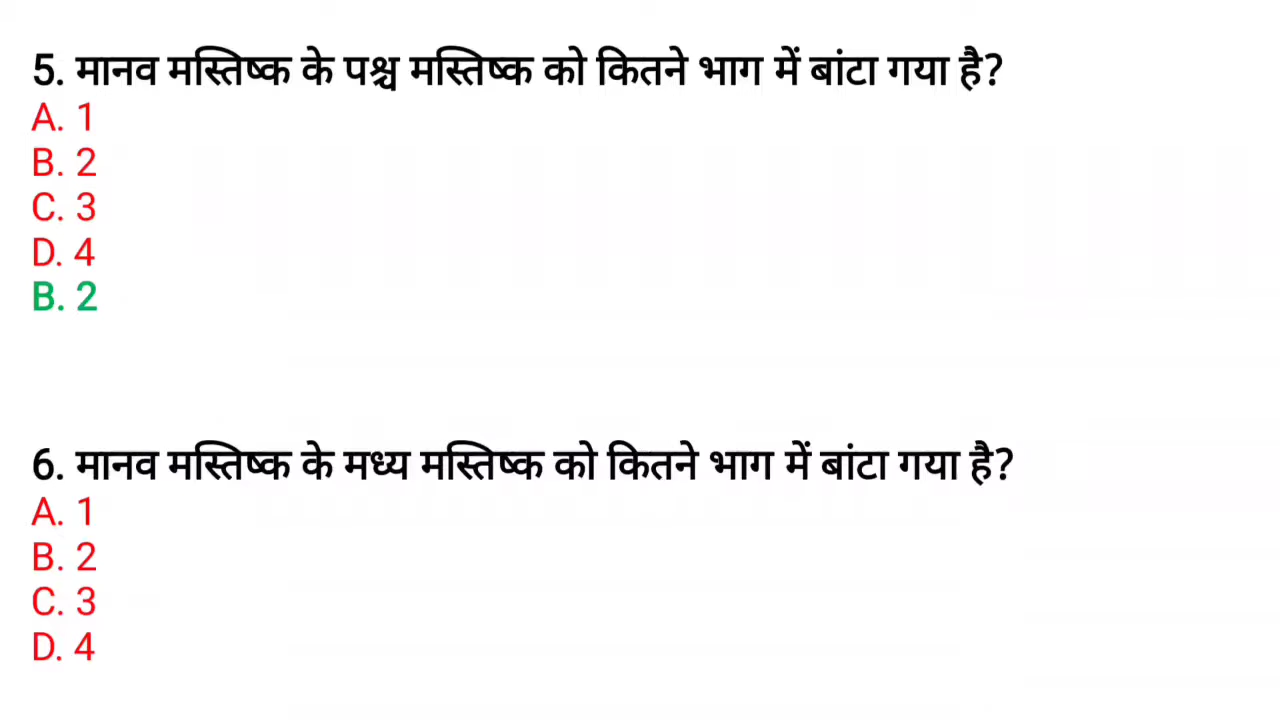 5. मानव मस्तिष्क के पश्च मस्तिष्क को कितने भाग में बांटा गया है?
A. 1
B. 2
C. 3
D. 4
B. 2
6. मानव मस्तिष्क के मध्य मस्तिष्क को कितने भाग में बांटा गया है?
A. 1
B. 2
C. 3
D. 4